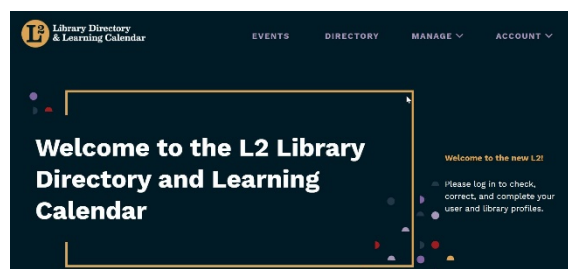 L2
Library Directory
& Learning Calendar
EVENTS DIRECTORY MANAGE ACCOUNT
Welcome to the L2 Library
Directory and Learning
Calendar
Welcome to the new L2!
Please log in to check,
correct, and complete your
user and library profiles.